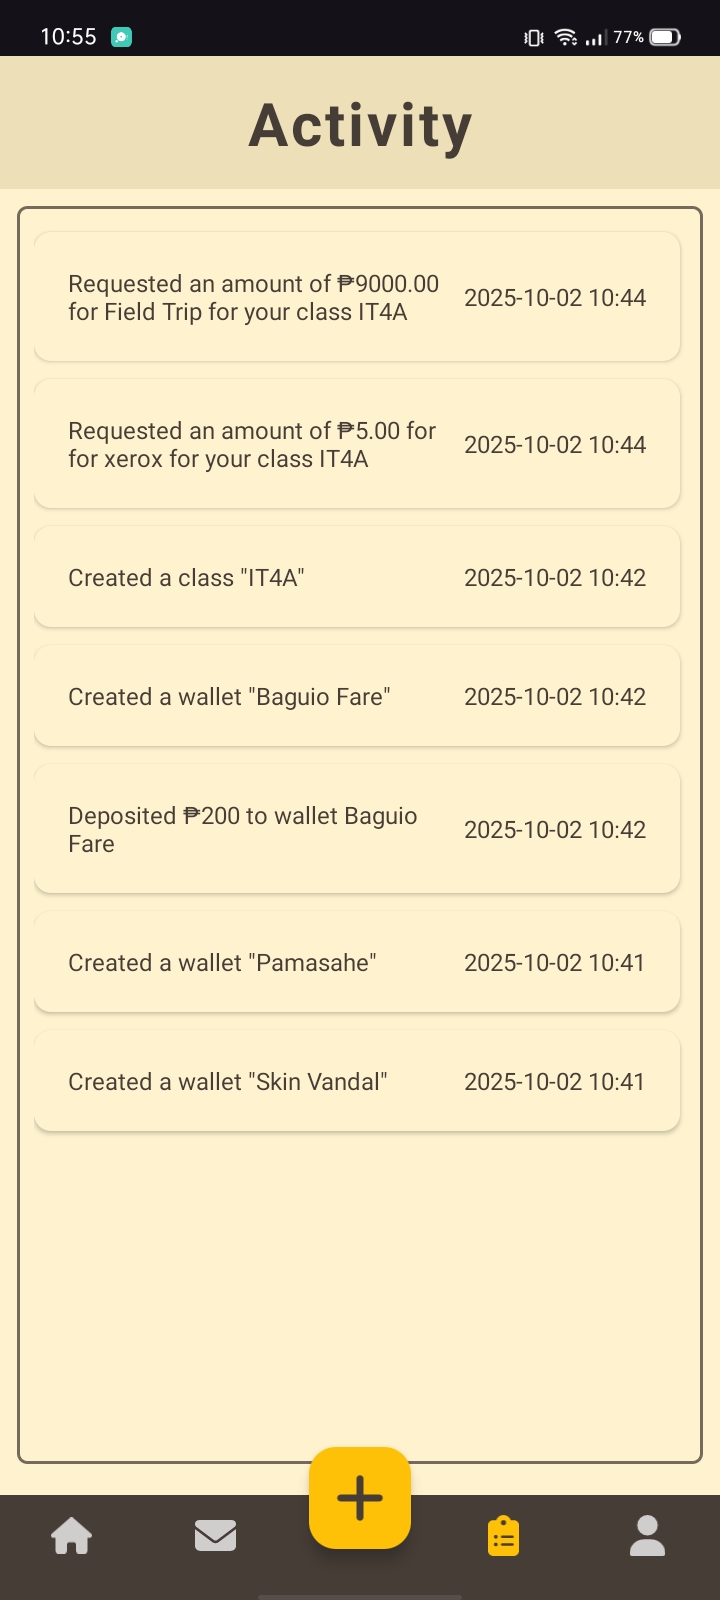 10:55
77%
Activity
Requested an amount of ₱9000.00
for Field Trip for your class IT4A
2025-10-02 10:44
Requested an amount of ₱5.00 for
for xerox for your class IT4A
2025-10-02 10:44
Created a class "IT4A"
2025-10-02 10:42
Created a wallet "Baguio Fare"
2025-10-02 10:42
Deposited ₱200 to wallet Baguio
Fare
2025-10-02 10:42
Created a wallet "Pamasahe"
2025-10-02 10:41
Created a wallet "Skin Vandal"
2025-10-02 10:41